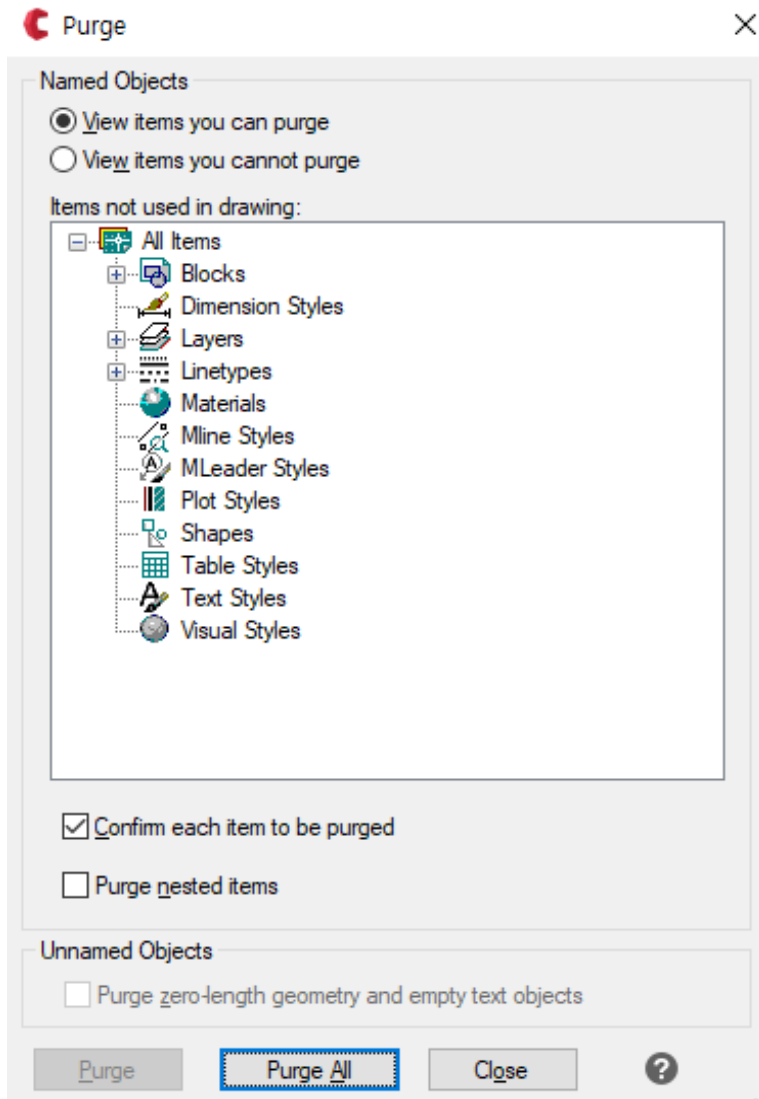 Purge
Named Objects
View items you can purge
View items you cannot purge
Items not used in drawing:
All Items
Blocks
Dimension Styles
Layers
Linetypes
Materials
Mline Styles
MLeader Styles
Plot Styles
Shapes
Table Styles
Text Styles
Visual Styles
Confirm each item to be purged
Purge nested items
Unnamed Objects
Purge zero-length geometry and empty text objects
Purge Purge All Close ?